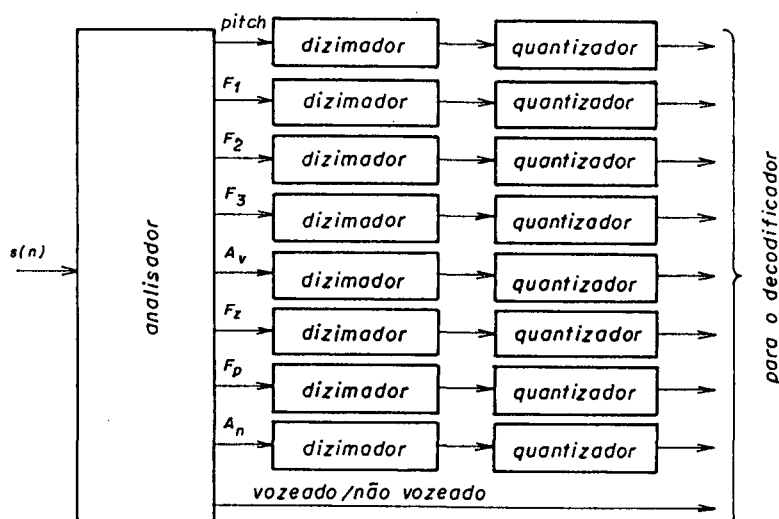 pitch
dizimador
quantizador
F1
dizimador
quantizador
F2
dizimador
quantizador
F3
dizimador
quantizador
s(n)
analisador
Av
dizimador
quantizador
Fz
dizimador
quantizador
Fp
dizimador
quantizador
An
dizimador
quantizador
vozeado/não vozeado
para o decodificador